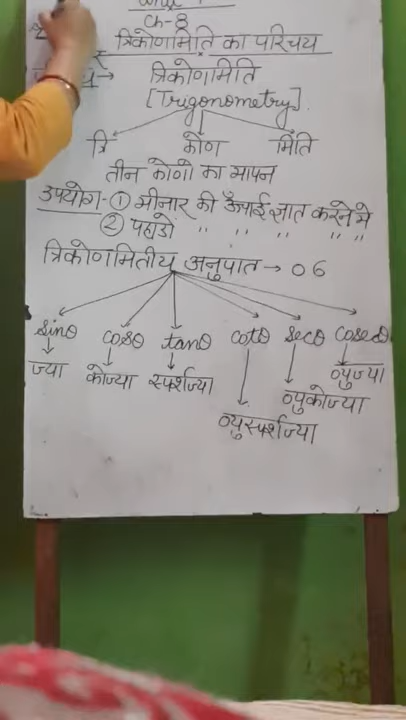 Ch-8
त्रिकोणमिति का परिचय
→ त्रिकोणमिति
[Trigonometry]
त्रि कोण मिति
तीन कोणो का मापन
उपयोग- ① मीनार की ऊँचाई ज्ञात करने मे
② पहाडो " " " " "
त्रिकोणमितीय अनुपात → 06
sinθ cosθ tanθ cotθ secθ cosecθ
ज्या कोज्या स्पर्शज्या व्युज्या
व्युकोज्या
व्युस्पर्शज्या